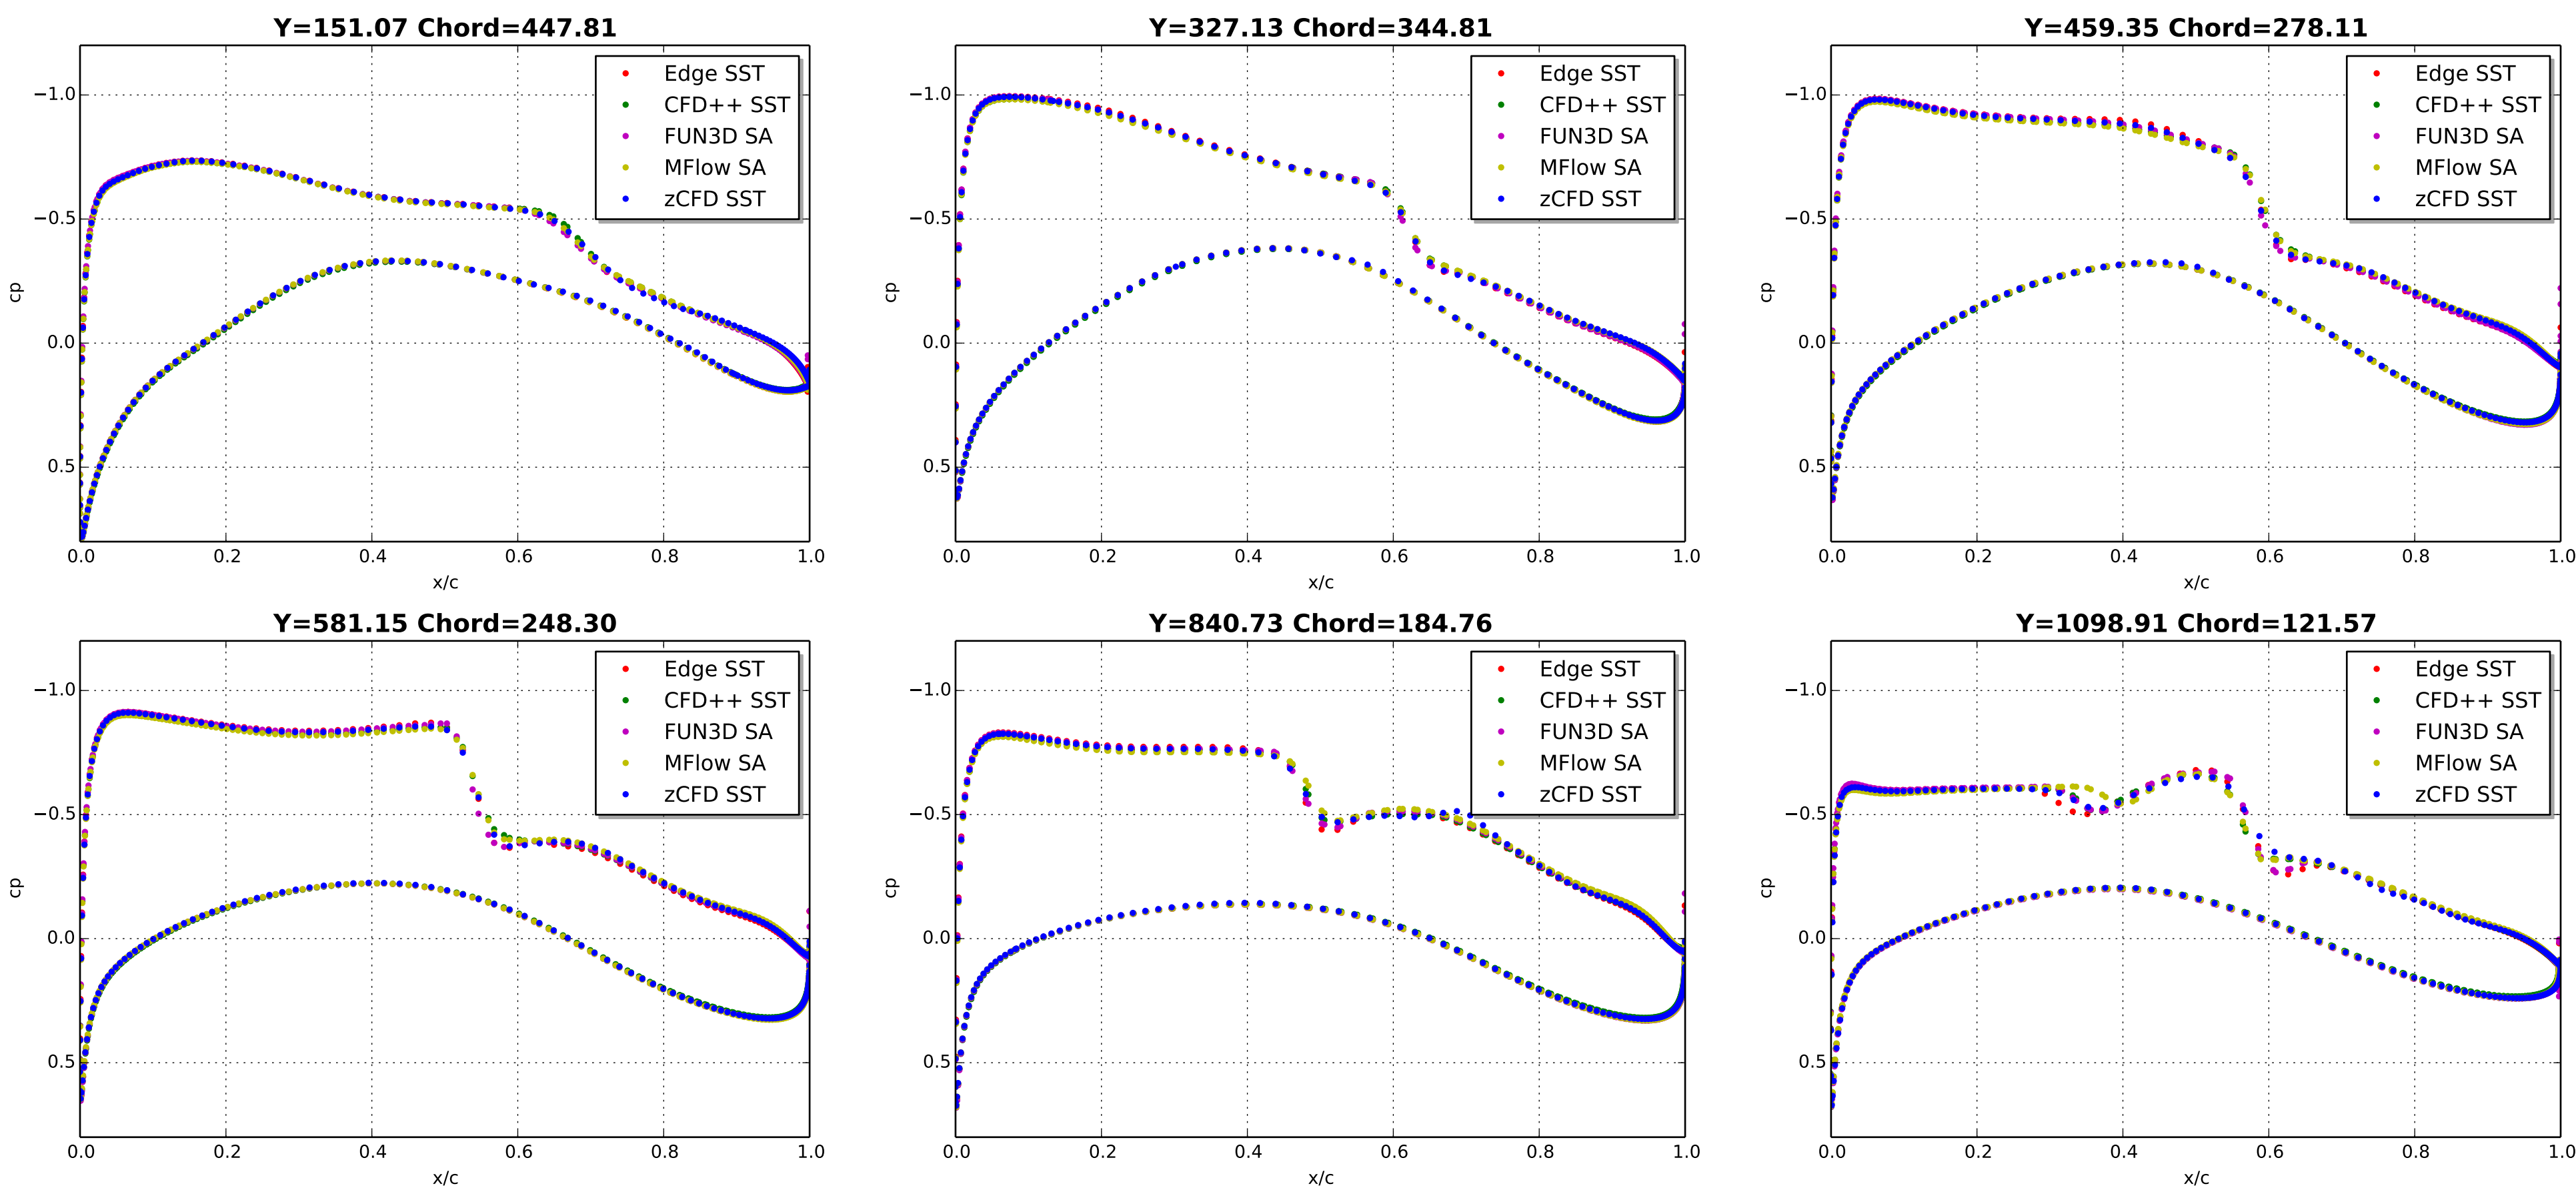 Y=151.07 Chord=447.81
Edge SST
CFD++ SST
FUN3D SA
MFlow SA
zCFD SST
−1.0
−0.5
0.0
0.5
cp
0.0 0.2 0.4 0.6 0.8 1.0
x/c
Y=327.13 Chord=344.81
Edge SST
CFD++ SST
FUN3D SA
MFlow SA
zCFD SST
−1.0
−0.5
0.0
0.5
cp
0.0 0.2 0.4 0.6 0.8 1.0
x/c
Y=459.35 Chord=278.11
Edge SST
CFD++ SST
FUN3D SA
MFlow SA
zCFD SST
−1.0
−0.5
0.0
0.5
cp
0.0 0.2 0.4 0.6 0.8 1.0
x/c
Y=581.15 Chord=248.30
Edge SST
CFD++ SST
FUN3D SA
MFlow SA
zCFD SST
−1.0
−0.5
0.0
0.5
cp
0.0 0.2 0.4 0.6 0.8 1.0
x/c
Y=840.73 Chord=184.76
Edge SST
CFD++ SST
FUN3D SA
MFlow SA
zCFD SST
−1.0
−0.5
0.0
0.5
cp
0.0 0.2 0.4 0.6 0.8 1.0
x/c
Y=1098.91 Chord=121.57
Edge SST
CFD++ SST
FUN3D SA
MFlow SA
zCFD SST
−1.0
−0.5
0.0
0.5
cp
0.0 0.2 0.4 0.6 0.8 1.0
x/c